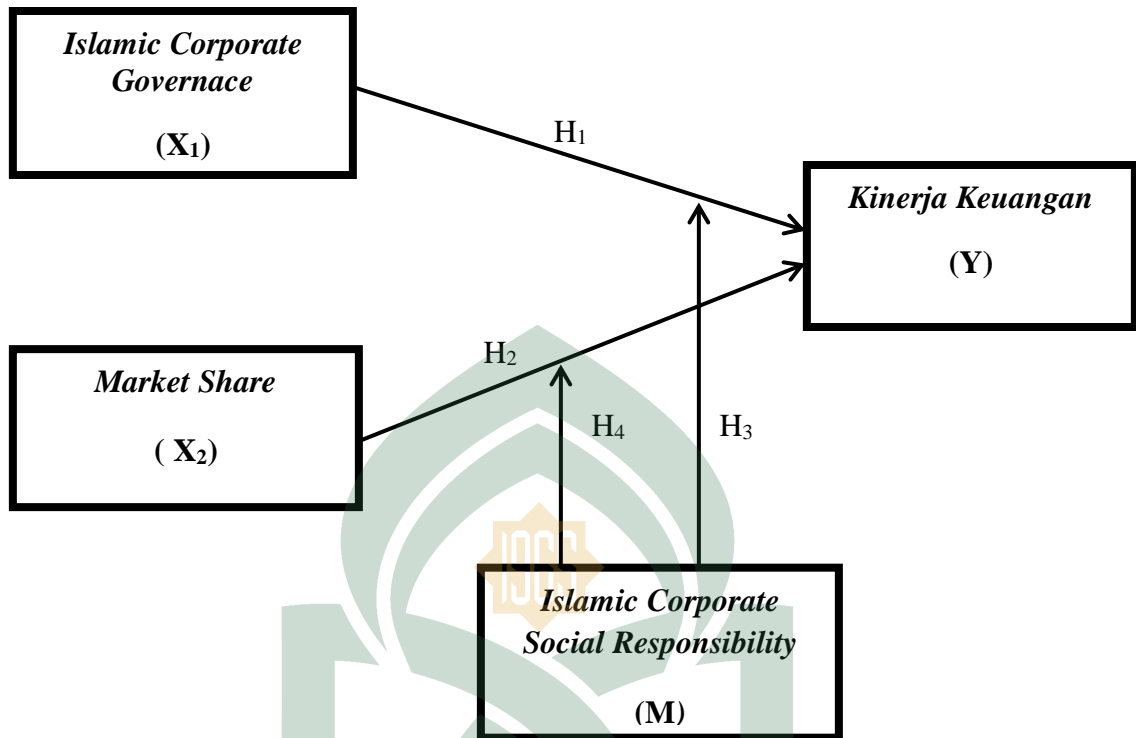 Islamic Corporate
Governace
(X₁)
H₁
Kinerja Keuangan
(Y)
Market Share
( X₂)
H₂
H₄
H₃
Islamic Corporate
Social Responsibility
(M)